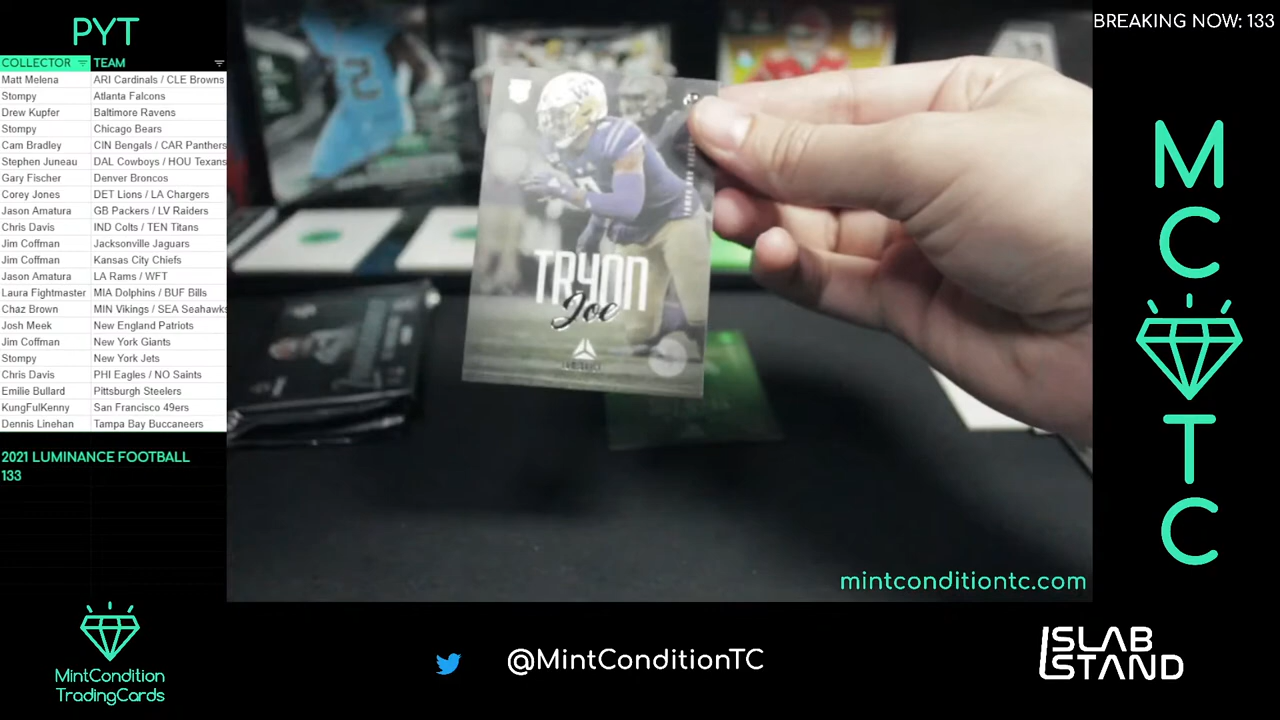 PYT
COLLECTOR TEAM
Matt Melena ARI Cardinals / CLE Browns
Stompy Atlanta Falcons
Drew Kupfer Baltimore Ravens
Stompy Chicago Bears
Cam Bradley CIN Bengals / CAR Panthers
Stephen Juneau DAL Cowboys / HOU Texans
Gary Fischer Denver Broncos
Corey Jones DET Lions / LA Chargers
Jason Amatura GB Packers / LV Raiders
Chris Davis IND Colts / TEN Titans
Jim Coffman Jacksonville Jaguars
Jim Coffman Kansas City Chiefs
Jason Amatura LA Rams / WFT
Laura Fightmaster MIA Dolphins / BUF Bills
Chaz Brown MIN Vikings / SEA Seahawks
Josh Meek New England Patriots
Jim Coffman New York Giants
Stompy New York Jets
Chris Davis PHI Eagles / NO Saints
Emilie Bullard Pittsburgh Steelers
KungFulKenny San Francisco 49ers
Dennis Linehan Tampa Bay Buccaneers
2021 LUMINANCE FOOTBALL
133
MintCondition
TradingCards
TRYON
Joe
mintconditiontc.com
@MintConditionTC
BREAKING NOW: 133
M
C
T
C
SLAB
STAND